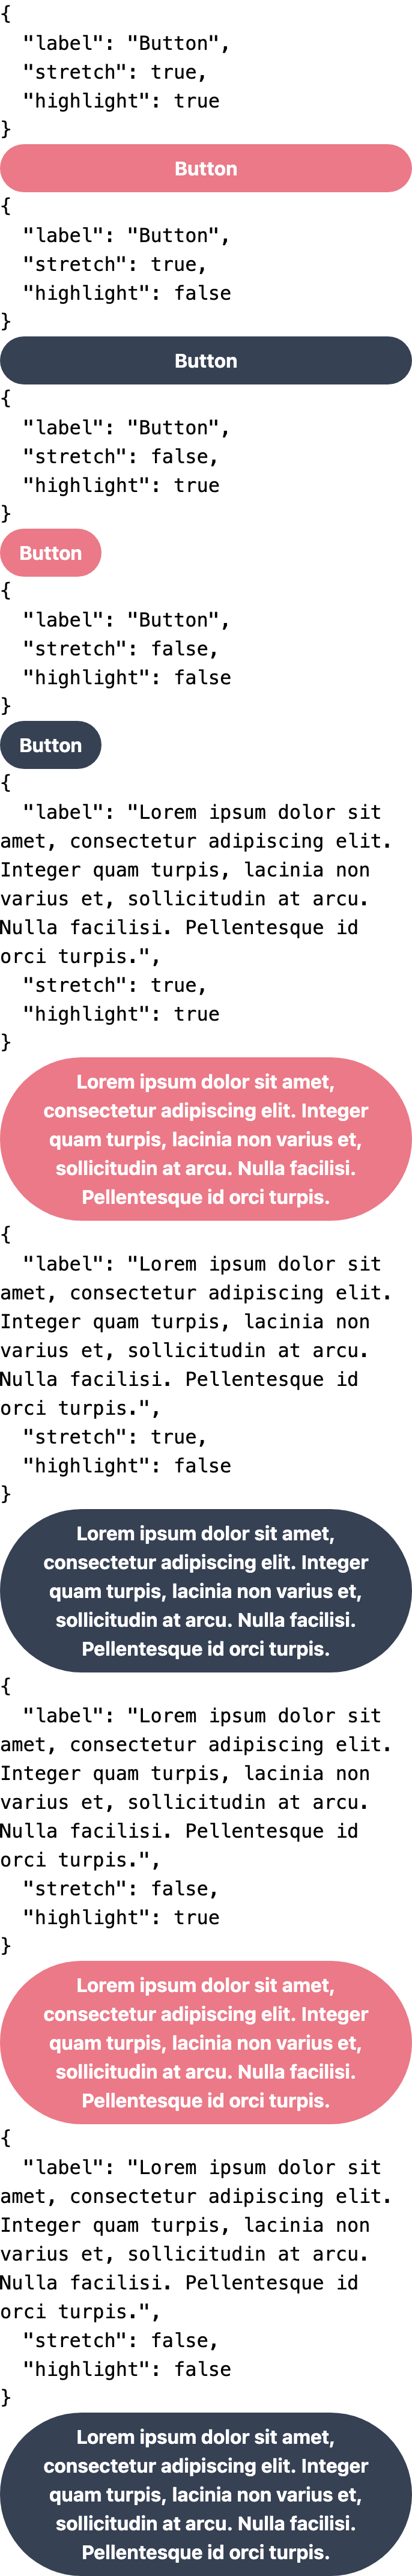 {
  "label": "Button",
  "stretch": true,
  "highlight": true
}
Button
{
  "label": "Button",
  "stretch": true,
  "highlight": false
}
Button
{
  "label": "Button",
  "stretch": false,
  "highlight": true
}
Button
{
  "label": "Button",
  "stretch": false,
  "highlight": false
}
Button
{
  "label": "Lorem ipsum dolor sit
amet, consectetur adipiscing elit.
Integer quam turpis, lacinia non
varius et, sollicitudin at arcu.
Nulla facilisi. Pellentesque id
orci turpis.",
  "stretch": true,
  "highlight": true
}
Lorem ipsum dolor sit amet,
consectetur adipiscing elit. Integer
quam turpis, lacinia non varius et,
sollicitudin at arcu. Nulla facilisi.
Pellentesque id orci turpis.
{
  "label": "Lorem ipsum dolor sit
amet, consectetur adipiscing elit.
Integer quam turpis, lacinia non
varius et, sollicitudin at arcu.
Nulla facilisi. Pellentesque id
orci turpis.",
  "stretch": true,
  "highlight": false
}
Lorem ipsum dolor sit amet,
consectetur adipiscing elit. Integer
quam turpis, lacinia non varius et,
sollicitudin at arcu. Nulla facilisi.
Pellentesque id orci turpis.
{
  "label": "Lorem ipsum dolor sit
amet, consectetur adipiscing elit.
Integer quam turpis, lacinia non
varius et, sollicitudin at arcu.
Nulla facilisi. Pellentesque id
orci turpis.",
  "stretch": false,
  "highlight": true
}
Lorem ipsum dolor sit amet,
consectetur adipiscing elit. Integer
quam turpis, lacinia non varius et,
sollicitudin at arcu. Nulla facilisi.
Pellentesque id orci turpis.
{
  "label": "Lorem ipsum dolor sit
amet, consectetur adipiscing elit.
Integer quam turpis, lacinia non
varius et, sollicitudin at arcu.
Nulla facilisi. Pellentesque id
orci turpis.",
  "stretch": false,
  "highlight": false
}
Lorem ipsum dolor sit amet,
consectetur adipiscing elit. Integer
quam turpis, lacinia non varius et,
sollicitudin at arcu. Nulla facilisi.
Pellentesque id orci turpis.